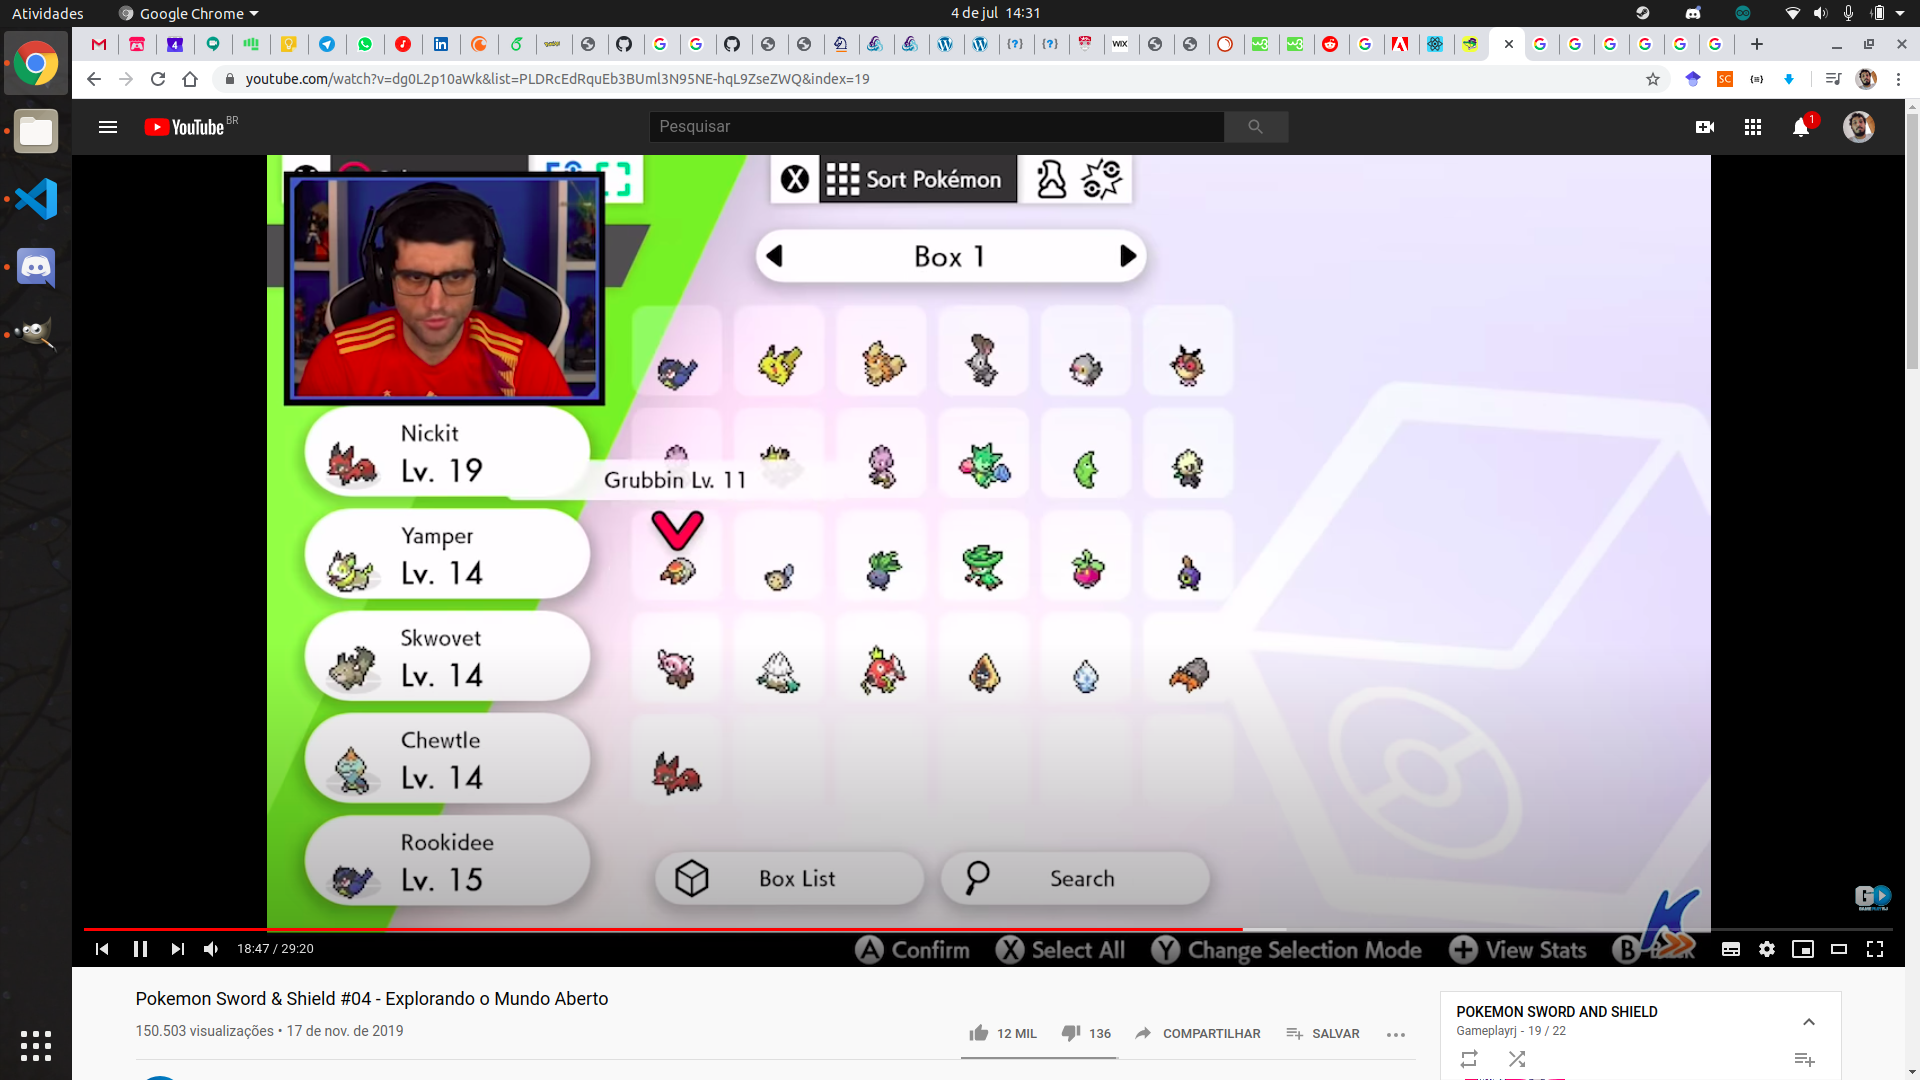 Atividades
Google Chrome
4 de jul 14:31
youtube.com/watch?v=dg0L2p10aWk&list=PLDRcEdRquEb3BUml3N95NE-hqL9ZseZWQ&index=19
YouTube BR
Pesquisar
1
X Sort Pokémon
Box 1
Nickit
Lv. 19
Grubbin Lv. 11
Yamper
Lv. 14
Skwovet
Lv. 14
Chewtle
Lv. 14
Rookidee
Lv. 15
Box List
Search
18:47 / 29:20
A Confirm X Select All Y Change Selection Mode + View Stats B
Pokemon Sword & Shield #04 - Explorando o Mundo Aberto
150.503 visualizações • 17 de nov. de 2019
12 MIL
136
COMPARTILHAR
SALVAR
POKEMON SWORD AND SHIELD
Gameplayrj - 19 / 22